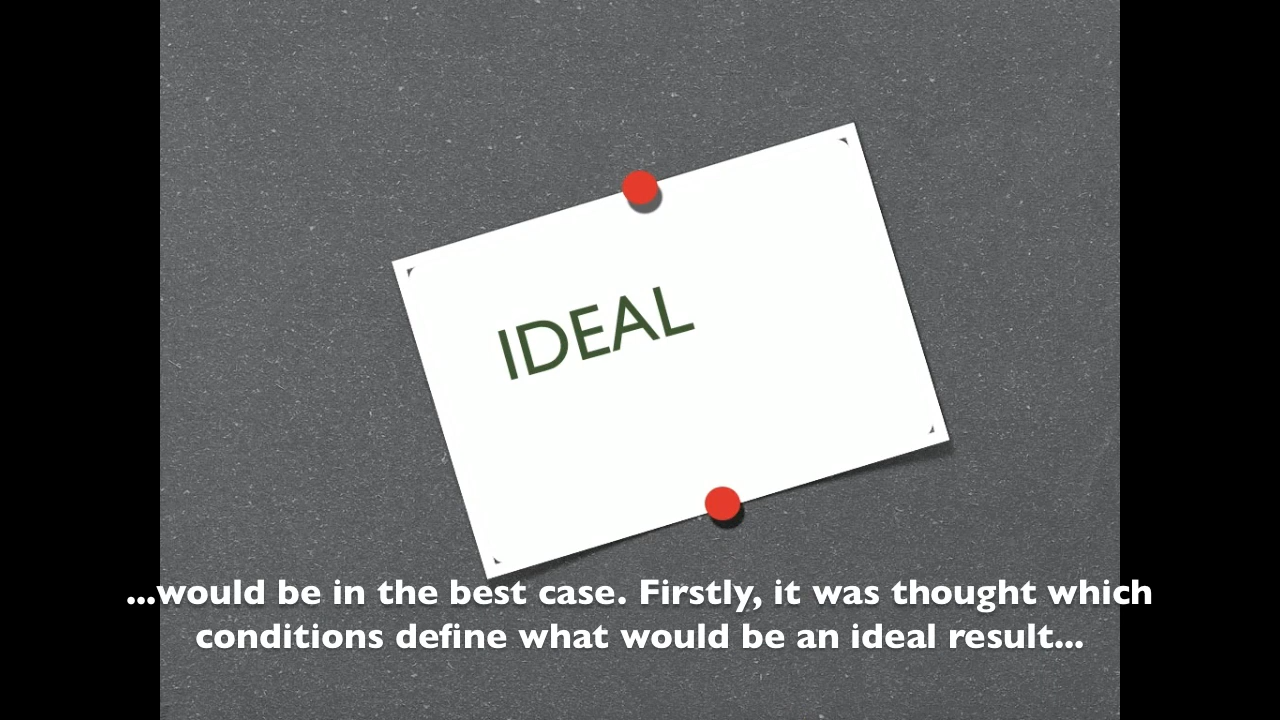 IDEAL
...would be in the best case. Firstly, it was thought which
conditions define what would be an ideal result...